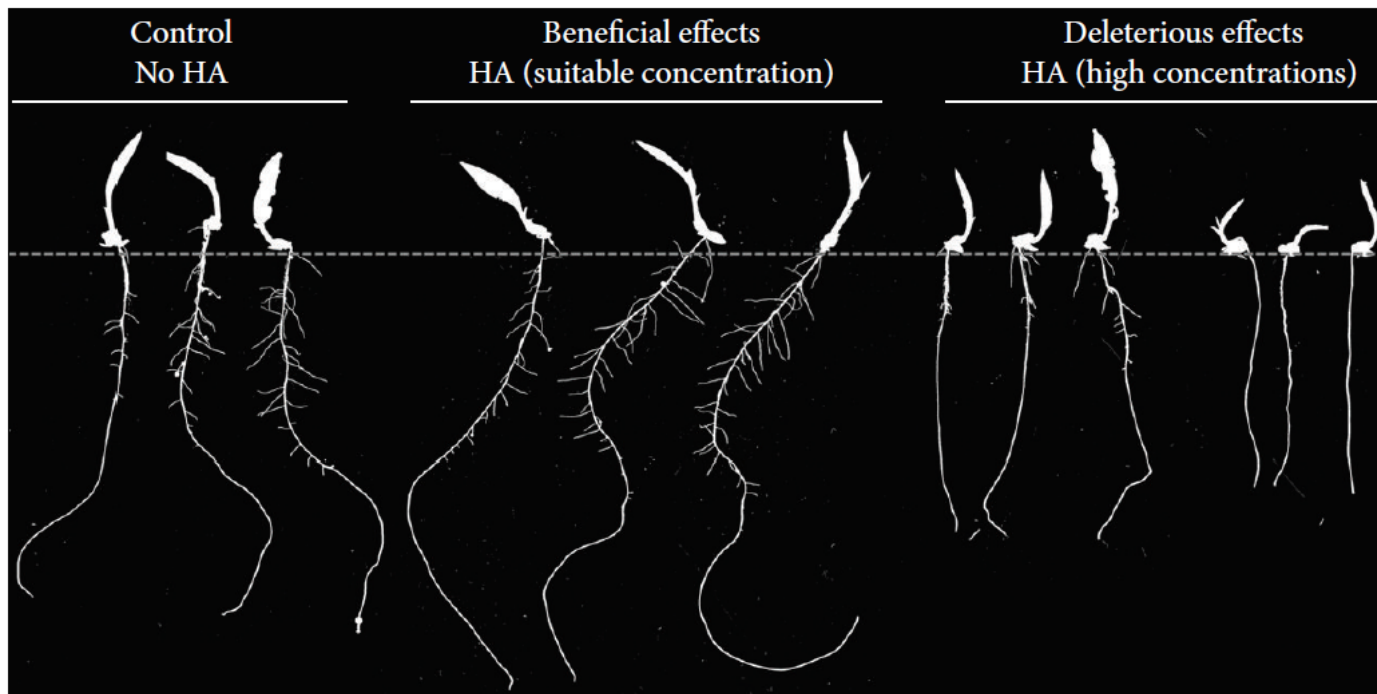 Control
No HA
Beneficial effects
HA (suitable concentration)
Deleterious effects
HA (high concentrations)